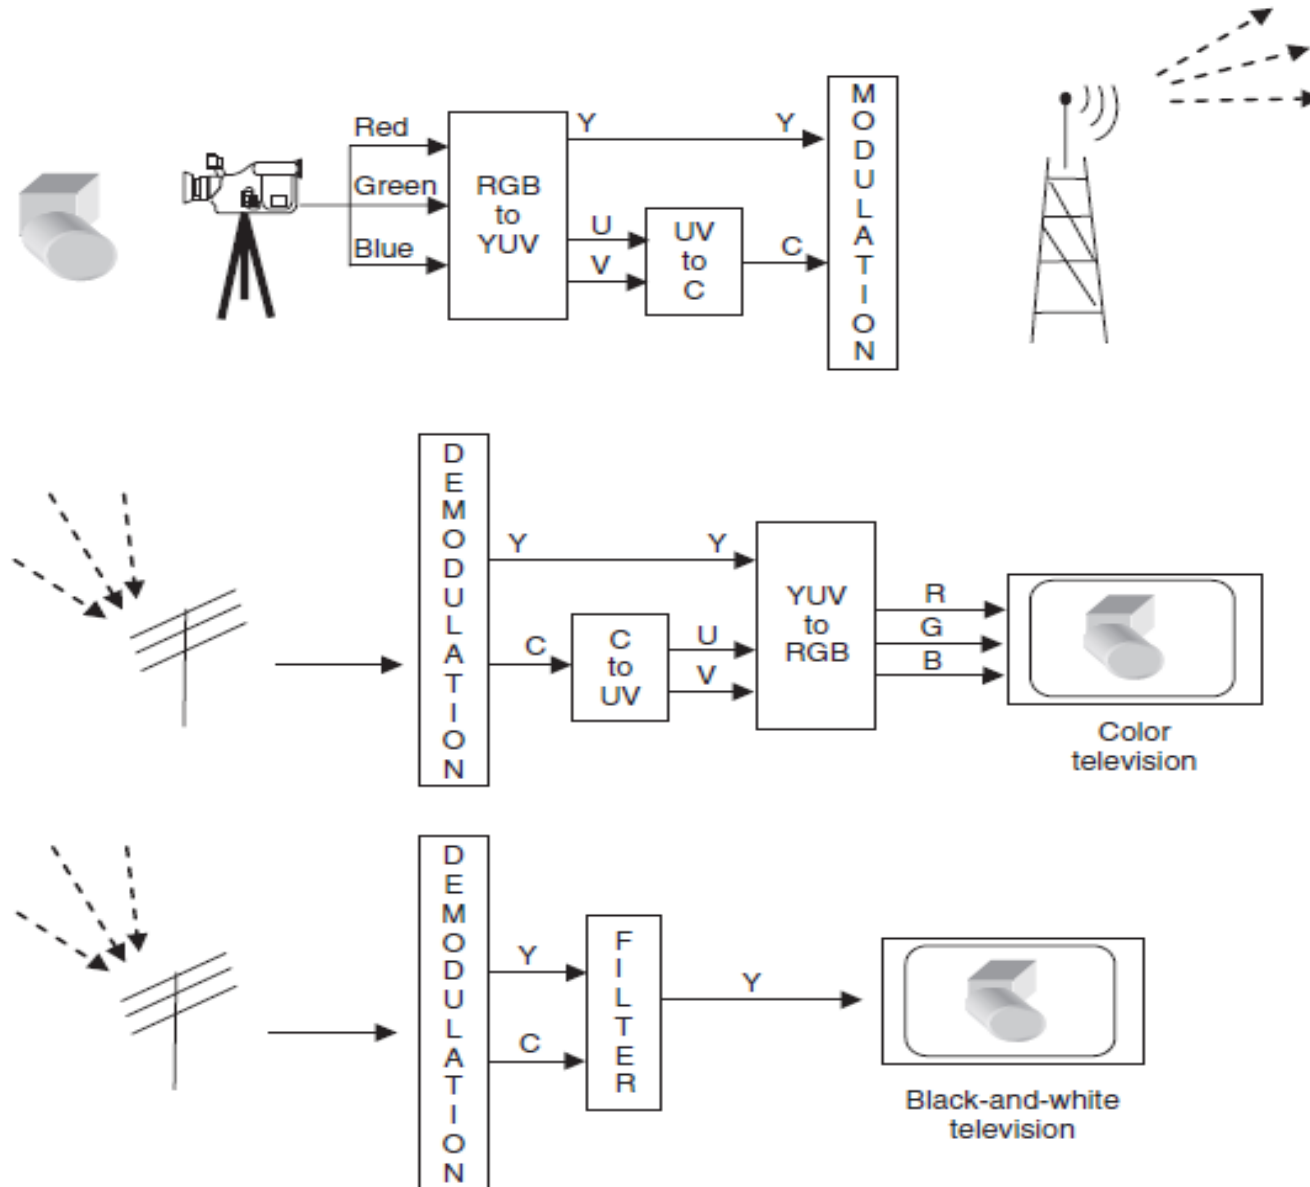 Red
Green
Blue
RGB
to
YUV
Y
Y
U
V
UV
to
C
C
MODULATION
DEMODULATION
Y
Y
C
C
to
UV
U
V
YUV
to
RGB
R
G
B
Color
television
DEMODULATION
Y
C
FILTER
Y
Black-and-white
television